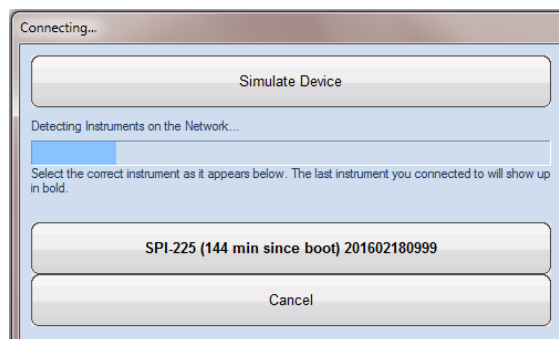 Connecting...
Simulate Device
Detecting Instruments on the Network...
Select the correct instrument as it appears below. The last instrument you connected to will show up
in bold.
SPI-225 (144 min since boot) 201602180999
Cancel